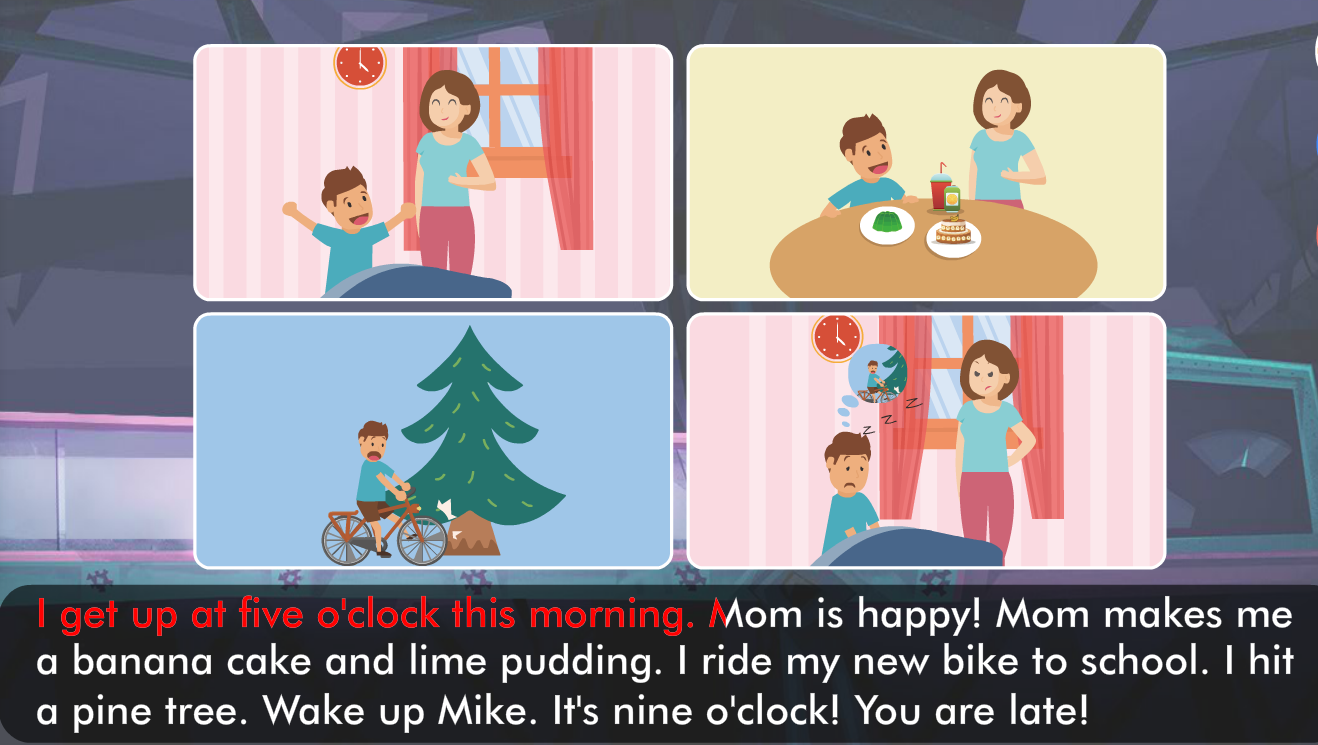 z z z
I get up at five o'clock this morning. Mom is happy! Mom makes me
a banana cake and lime pudding. I ride my new bike to school. I hit
a pine tree. Wake up Mike. It's nine o'clock! You are late!